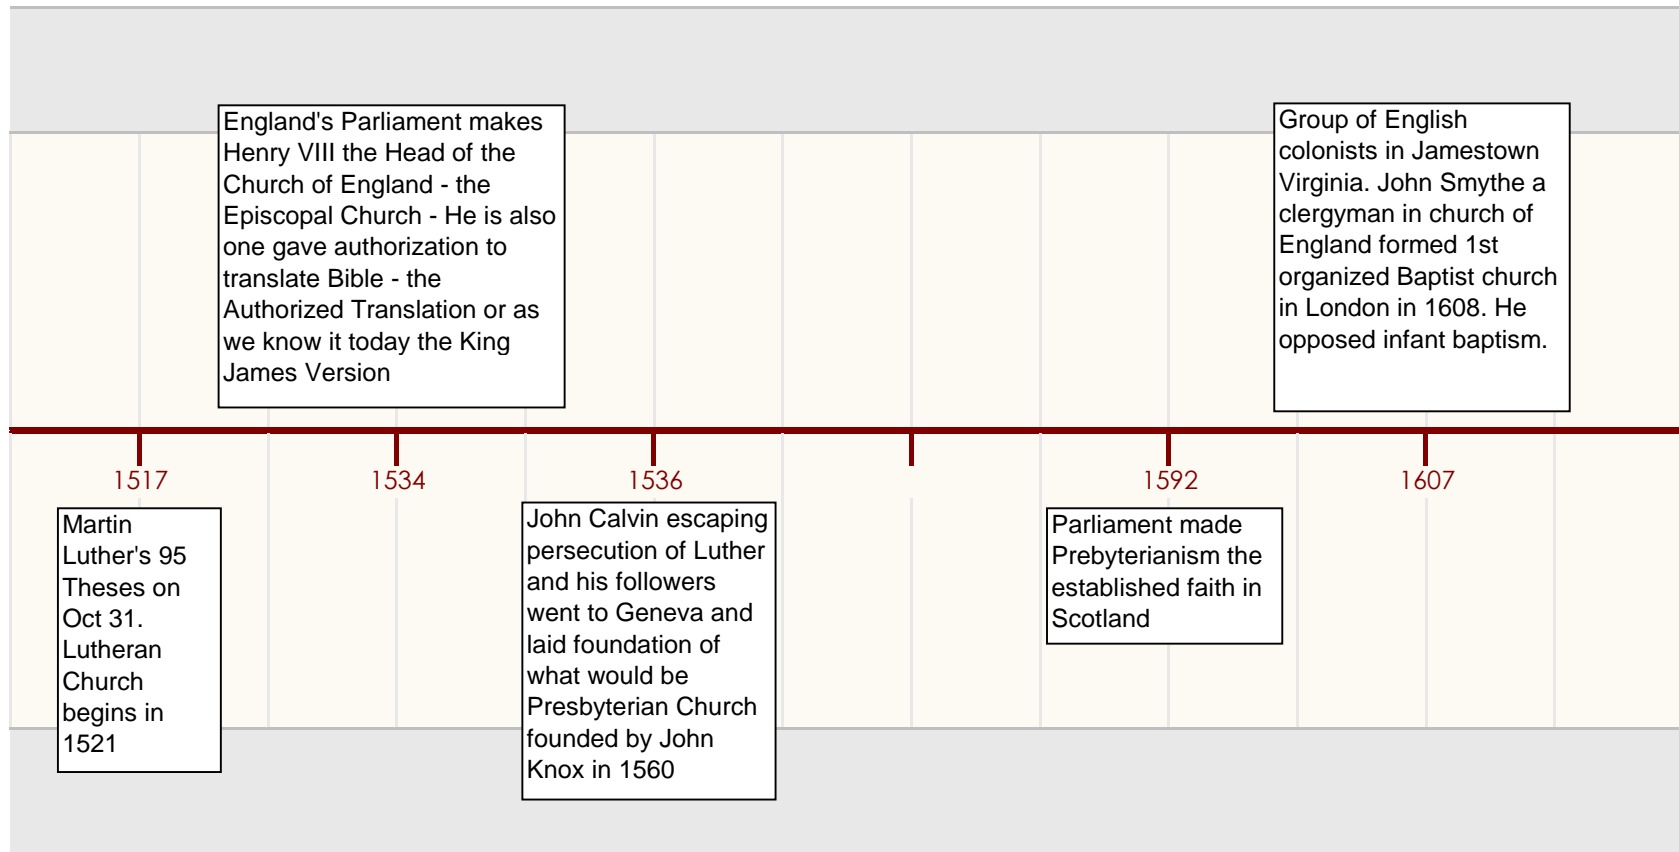 England's Parliament makes
Henry VIII the Head of the
Church of England - the
Episcopal Church - He is also
one gave authorization to
translate Bible - the
Authorized Translation or as
we know it today the King
James Version
Group of English
colonists in Jamestown
Virginia. John Smythe a
clergyman in church of
England formed 1st
organized Baptist church
in London in 1608. He
opposed infant baptism.
1517
1534
1536
1592
1607
Martin
Luther's 95
Theses on
Oct 31.
Lutheran
Church
begins in
1521
John Calvin escaping
persecution of Luther
and his followers
went to Geneva and
laid foundation of
what would be
Presbyterian Church
founded by John
Knox in 1560
Parliament made
Prebyterianism the
established faith in
Scotland